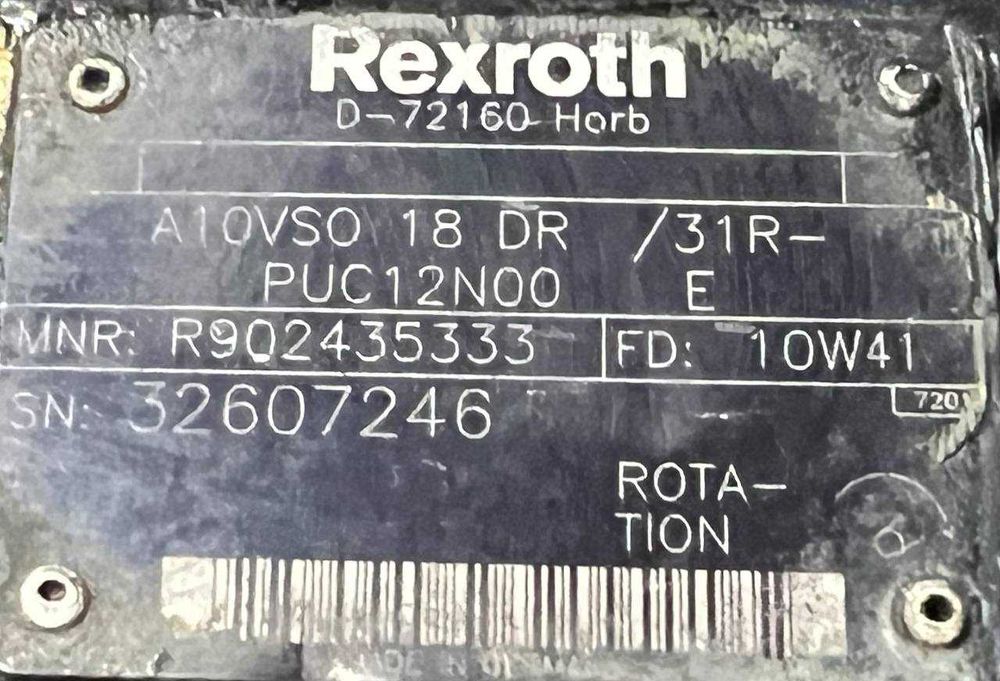 Rexroth
D-72160 Horb
A10VSO 18 DR /31R-
PUC12N00 E
MNR: R902435333 FD: 10W41
SN: 32607246
720
ROTA-
TION